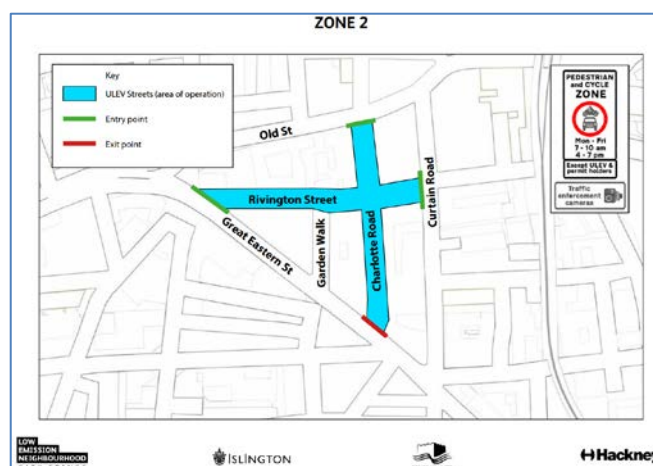 ZONE 2
Key
ULEV Streets (area of operation)
Entry point
Exit point
Old St
Rivington Street
Great Eastern St
Garden Walk
Charlotte Road
Curtain Road
PEDESTRIAN
and CYCLE
ZONE
Mon - Fri
7 - 10 am
4 - 7 pm
Except ULEV &
permit holders
Traffic
enforcement
cameras
LOW
EMISSION
NEIGHBOURHOOD
ISLINGTON
Hackney